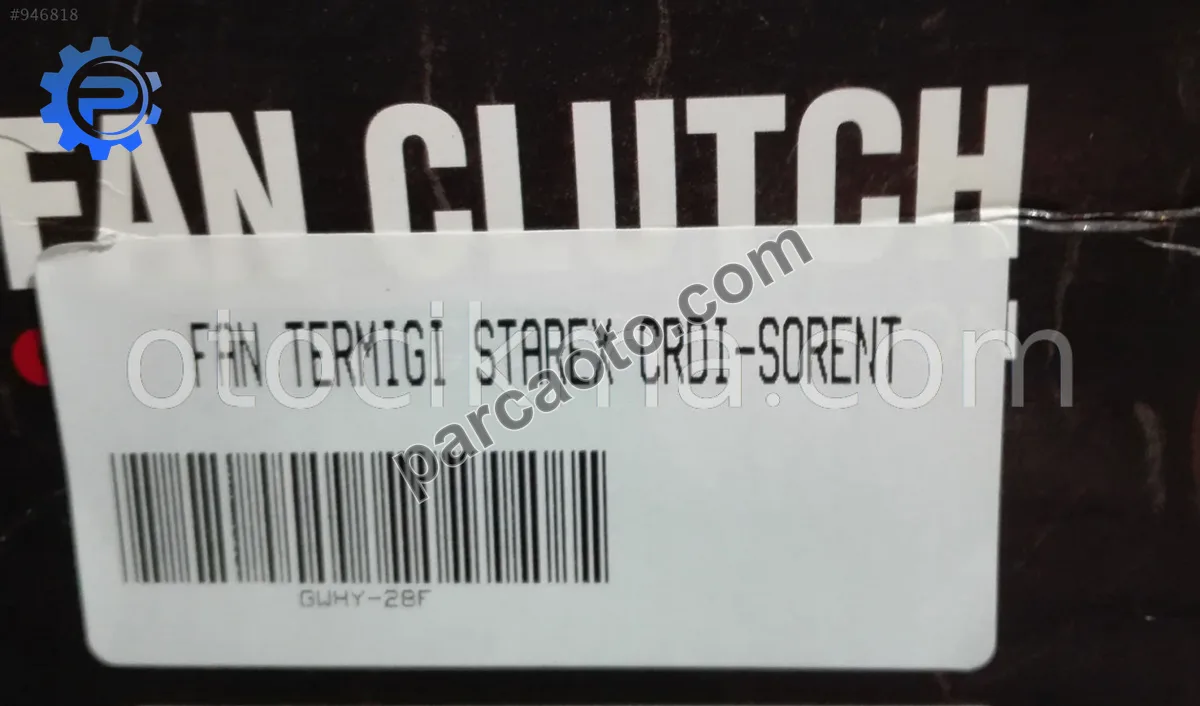 #946818
FAN CLUTCH
FAN TERMIGI STAREX CRDI-SORENT
otocikma.com
parcaoto.com
GWHY-28F